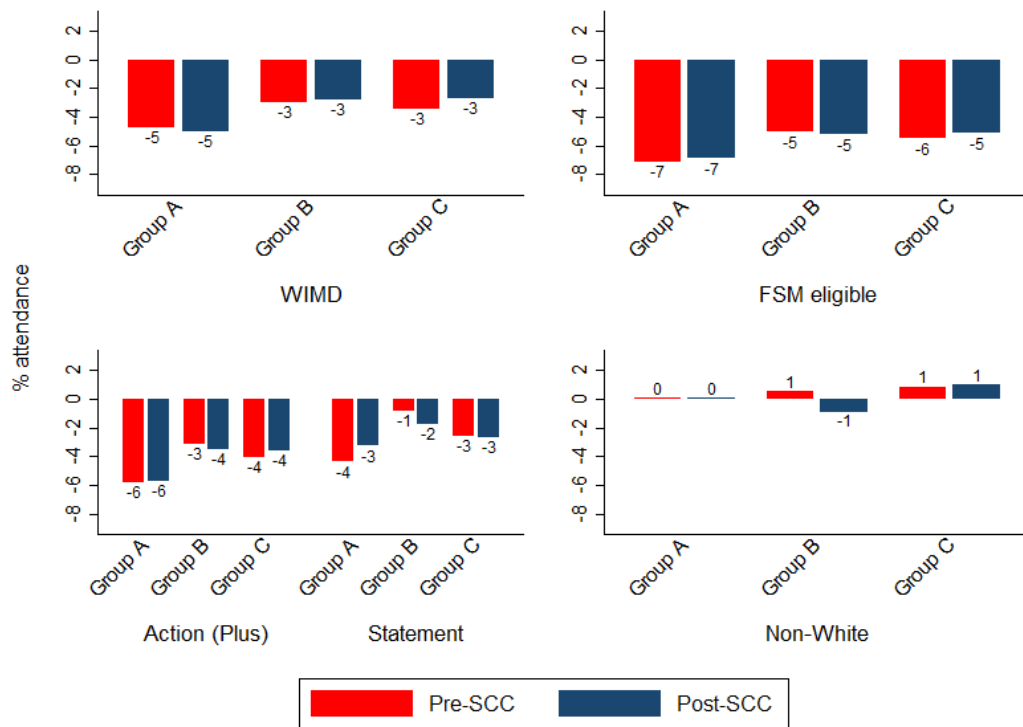 % attendance
2
0
-2
-4
-6
-8
-5 -5 -3 -3 -3 -3
Group A Group B Group C
WIMD
2
0
-2
-4
-6
-8
-7 -7 -5 -5 -6 -5
Group A Group B Group C
FSM eligible
2
0
-2
-4
-6
-8
-6 -6 -3 -4 -4 -4 -4 -3 -1 -2 -3 -3
Group A Group B Group C Group A Group B Group C
Action (Plus) Statement
2
0
-2
-4
-6
-8
0 0 1 -1 1 1
Group A Group B Group C
Non-White
Pre-SCC Post-SCC